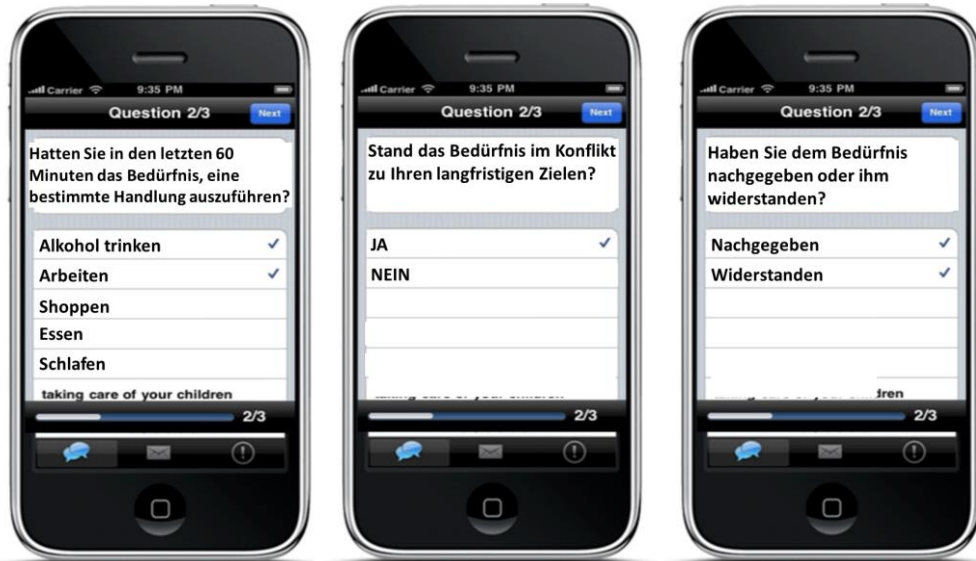 Carrier 9:35 PM
Question 2/3 Next
Hatten Sie in den letzten 60
Minuten das Bedürfnis, eine
bestimmte Handlung auszuführen?
Alkohol trinken
Arbeiten
Shoppen
Essen
Schlafen
taking care of your children
2/3
Carrier 9:35 PM
Question 2/3 Next
Stand das Bedürfnis im Konflikt
zu Ihren langfristigen Zielen?
JA
NEIN
2/3
Carrier 9:35 PM
Question 2/3 Next
Haben Sie dem Bedürfnis
nachgegeben oder ihm
widerstanden?
Nachgegeben
Widerstanden
2/3